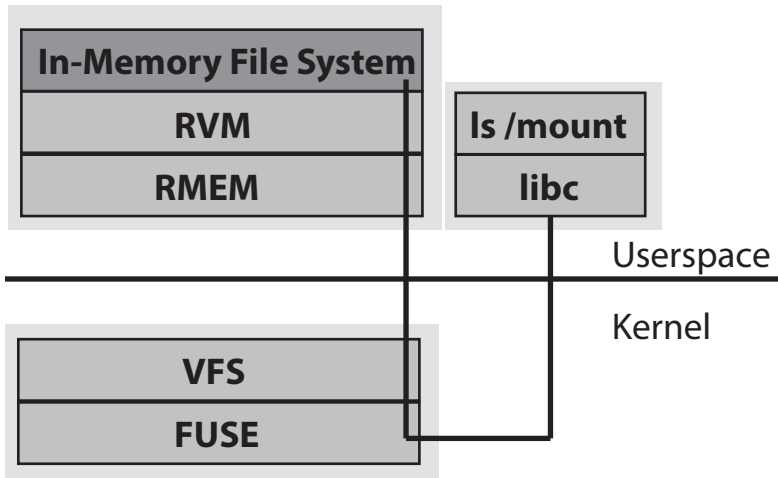 In-Memory File System
RVM
RMEM
ls /mount
libc
Userspace
Kernel
VFS
FUSE